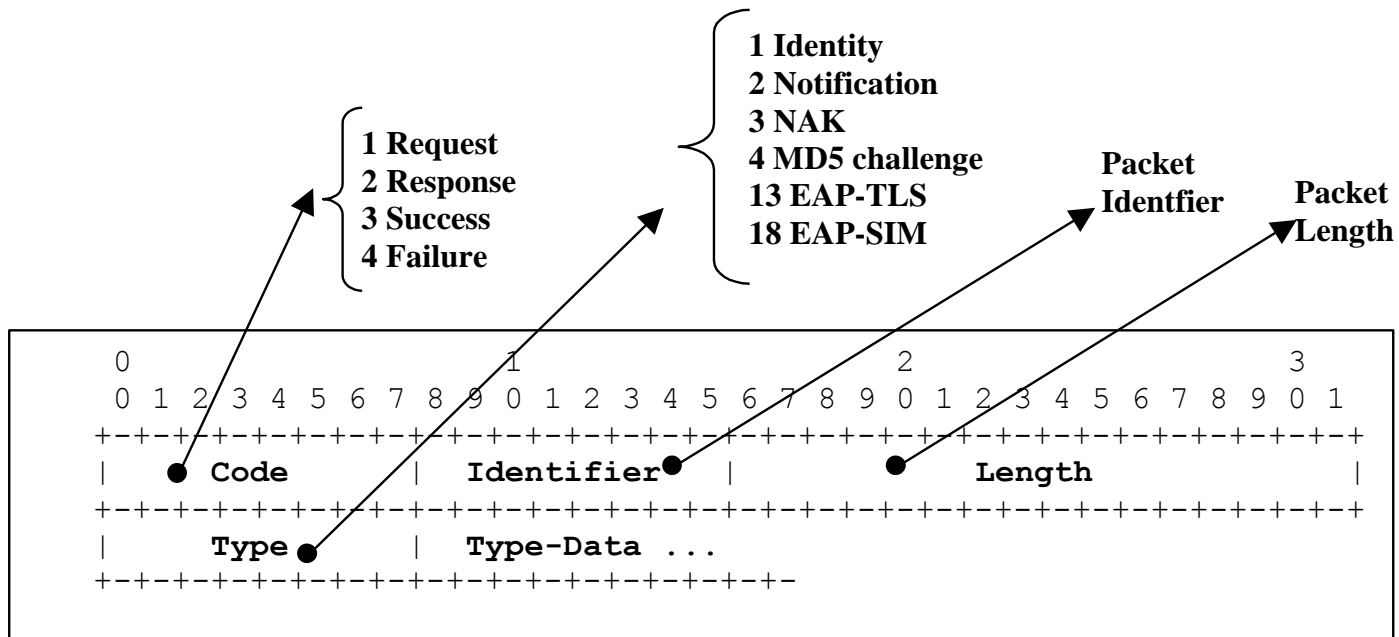 1 Identity
2 Notification
3 NAK
4 MD5 challenge
13 EAP-TLS
18 EAP-SIM
1 Request
2 Response
3 Success
4 Failure
Packet
Identfier
Packet
Length
0 1 2 3
0 1 2 3 4 5 6 7 8 9 0 1 2 3 4 5 6 7 8 9 0 1 2 3 4 5 6 7 8 9 0 1
+-+-+-+-+-+-+-+-+-+-+-+-+-+-+-+-+-+-+-+-+-+-+-+-+-+-+-+-+-+-+-+-+
| Code | Identifier | Length |
+-+-+-+-+-+-+-+-+-+-+-+-+-+-+-+-+-+-+-+-+-+-+-+-+-+-+-+-+-+-+-+-+
| Type | Type-Data ...
+-+-+-+-+-+-+-+-+-+-+-+-+-+-+-+-+-+-